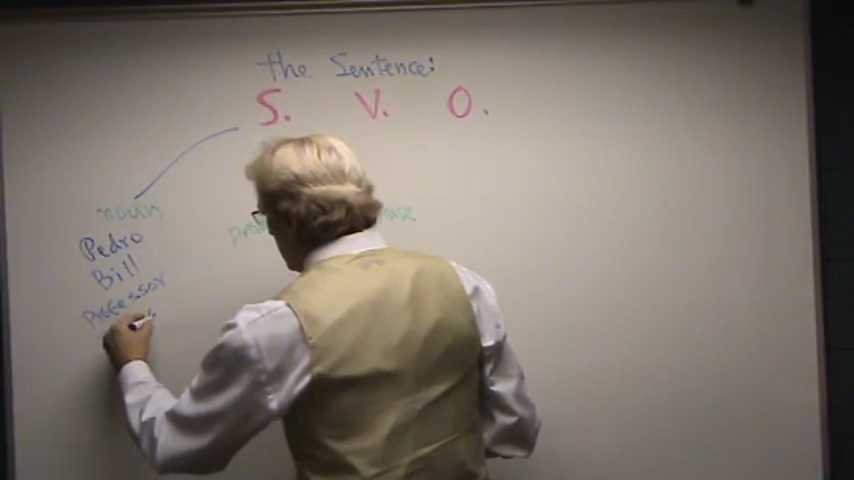 the Sentence:
S. V. O.
noun
Pedro
Bill
professor